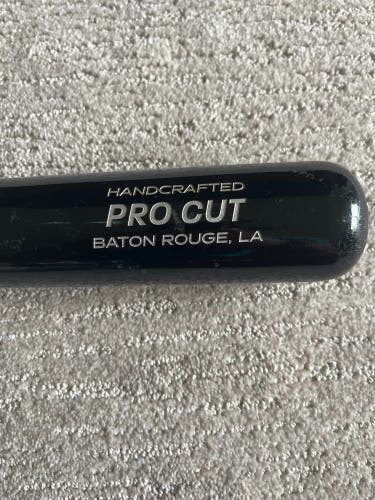 HANDCRAFTED
PRO CUT
BATON ROUGE, LA